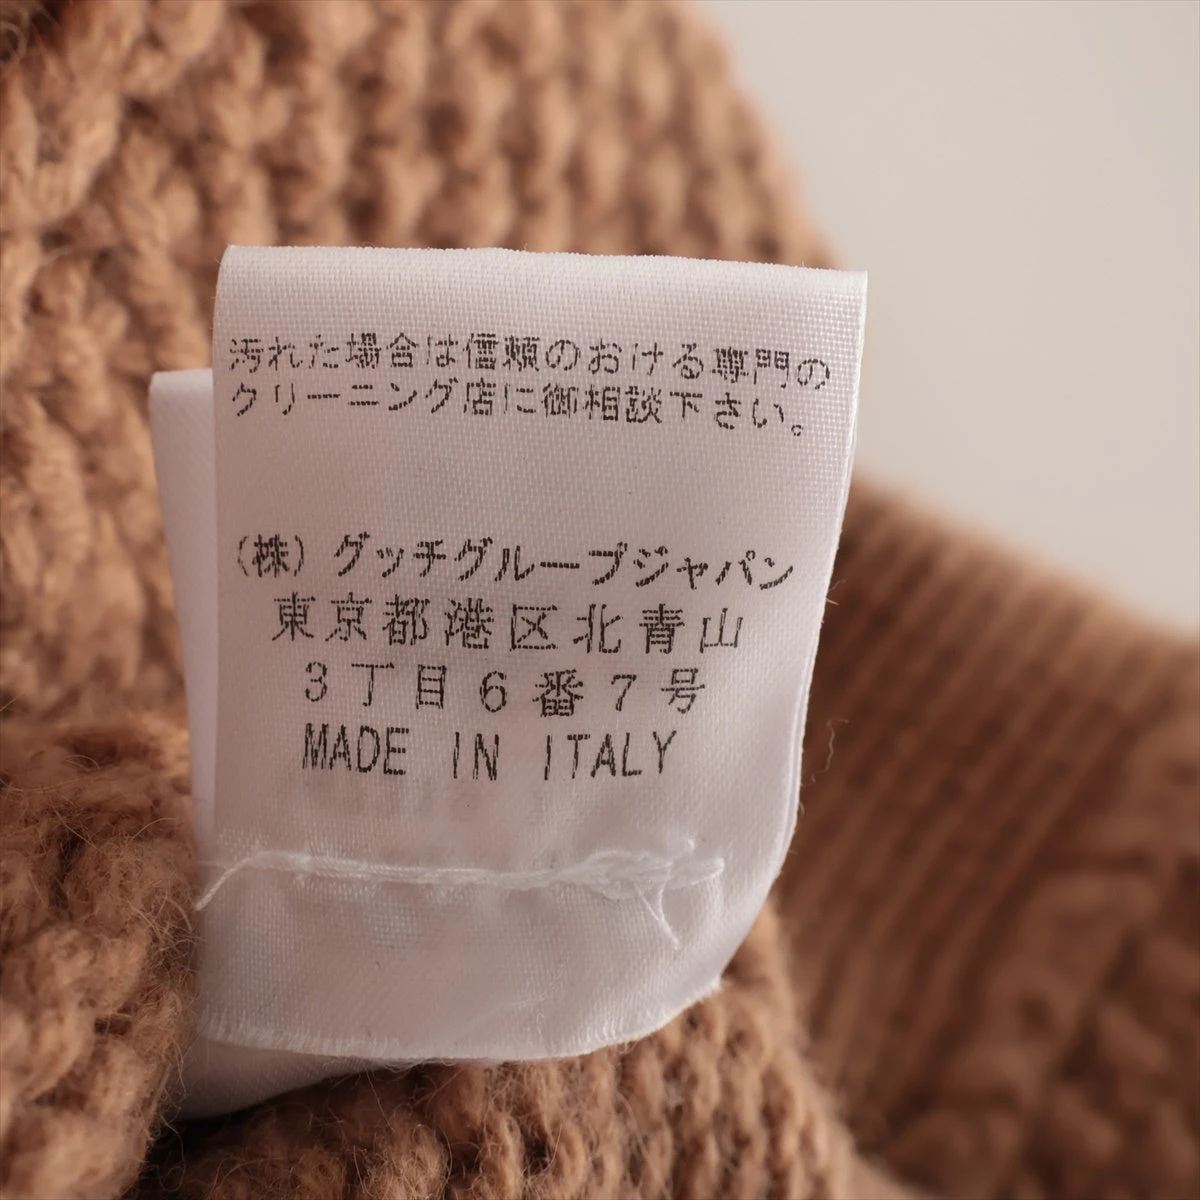 汚れた場合は信頼のおける専門の
クリーニング店に御相談下さい。
(株) グッチグループジャパン
東京都港区北青山
3丁目6番7号
MADE IN ITALY